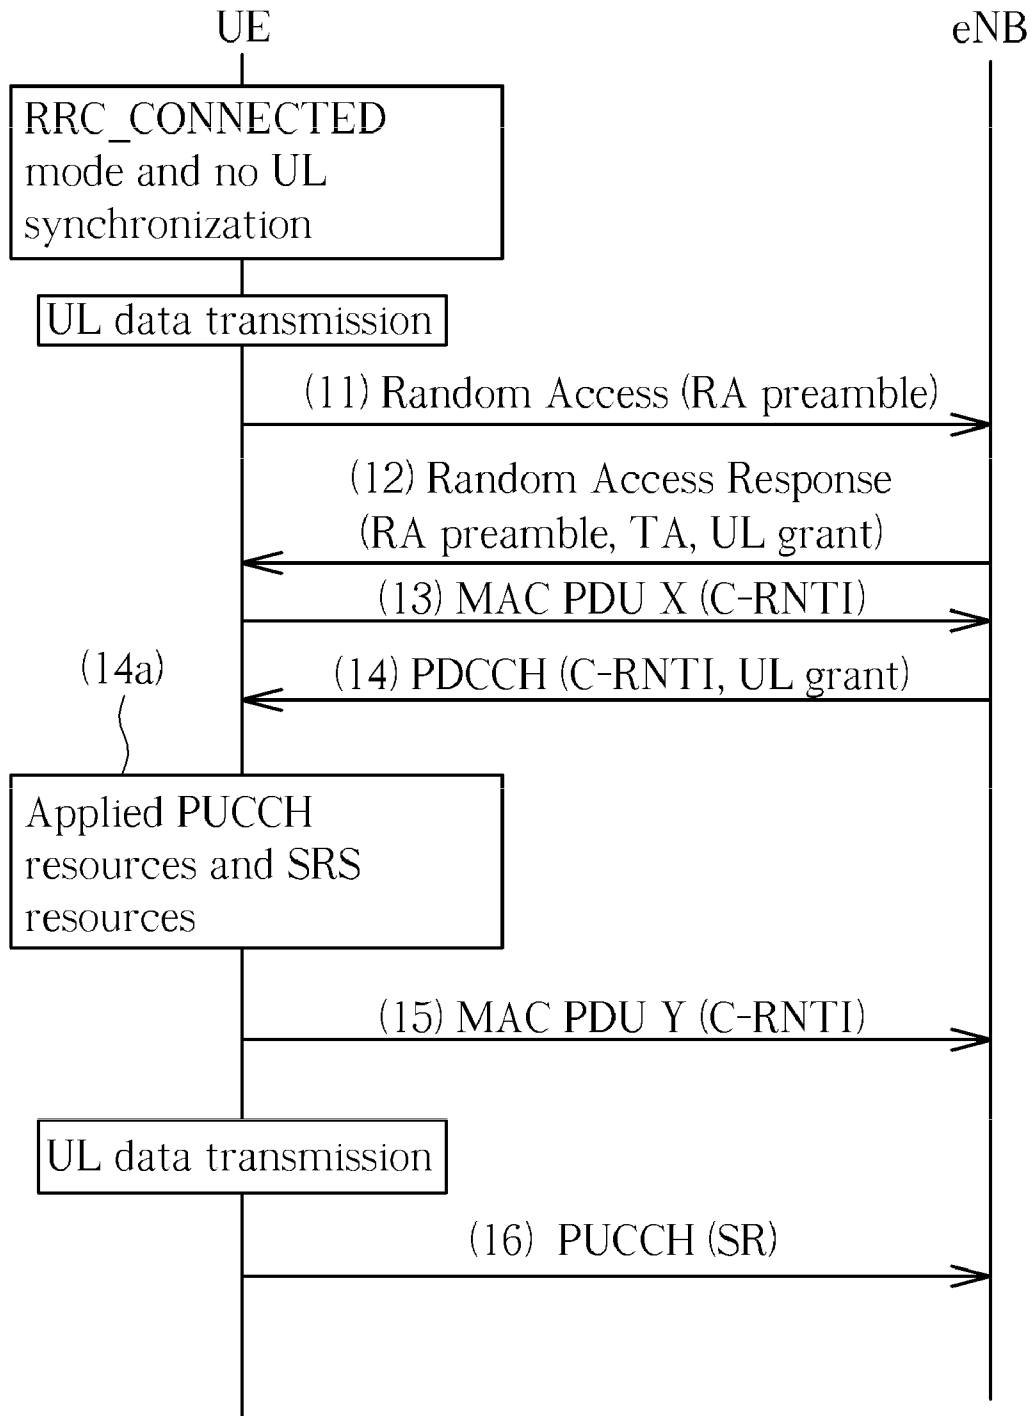 UE
eNB
RRC_CONNECTED
mode and no UL
synchronization
UL data transmission
(11) Random Access (RA preamble)
(12) Random Access Response
(RA preamble, TA, UL grant)
(13) MAC PDU X (C-RNTI)
(14a)
(14) PDCCH (C-RNTI, UL grant)
Applied PUCCH
resources and SRS
resources
(15) MAC PDU Y (C-RNTI)
UL data transmission
(16) PUCCH (SR)